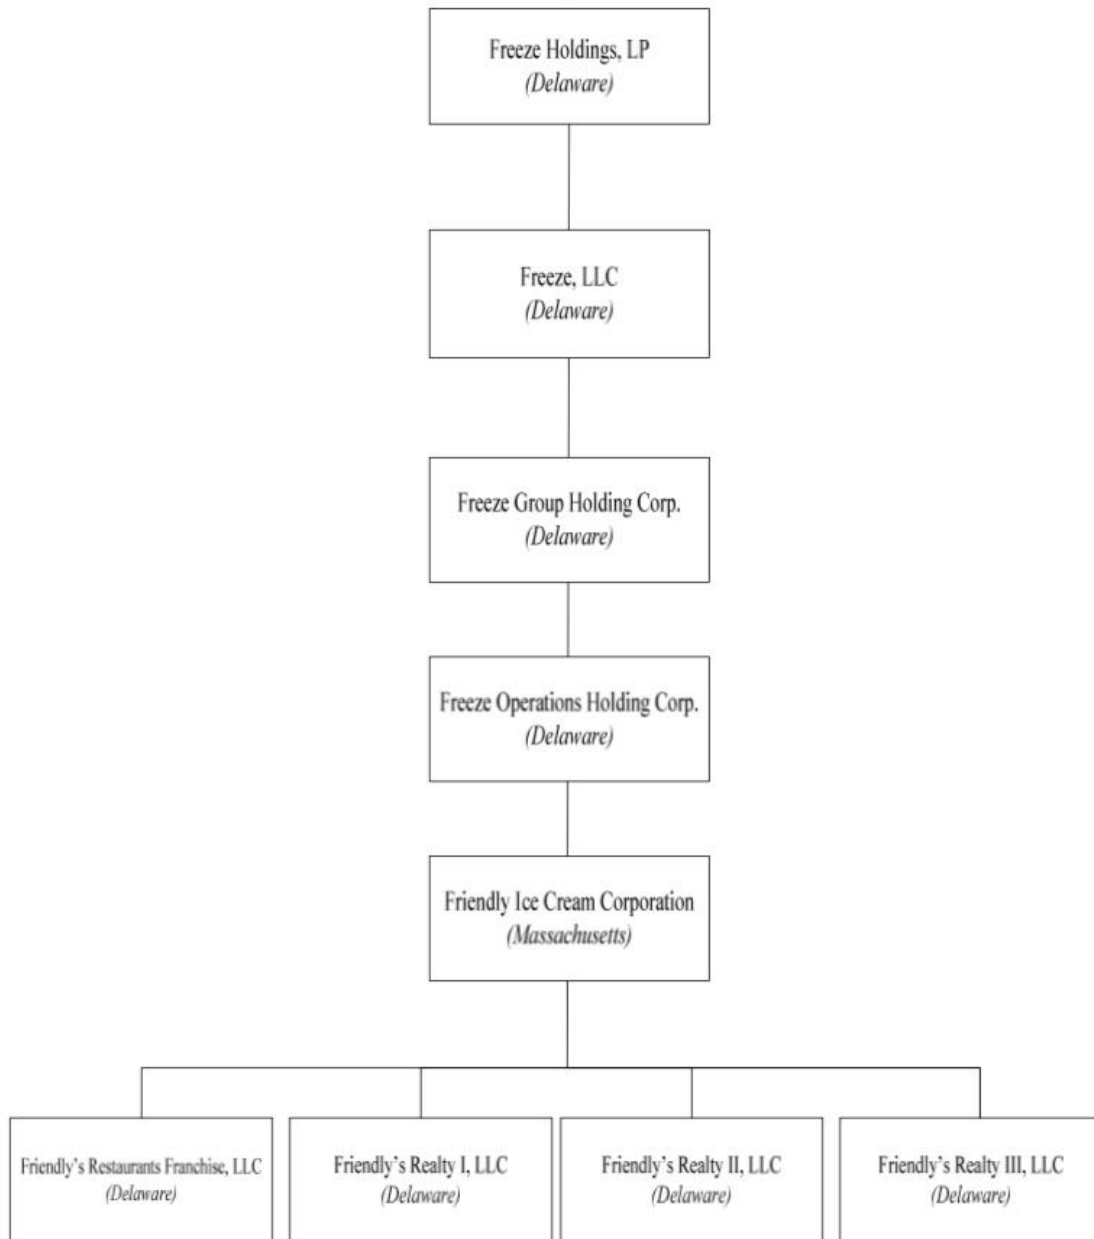 Freeze Holdings, LP
(Delaware)
Freeze, LLC
(Delaware)
Freeze Group Holding Corp.
(Delaware)
Freeze Operations Holding Corp.
(Delaware)
Friendly Ice Cream Corporation
(Massachusetts)
Friendly’s Restaurants Franchise, LLC
(Delaware)
Friendly’s Realty I, LLC
(Delaware)
Friendly’s Realty II, LLC
(Delaware)
Friendly’s Realty III, LLC
(Delaware)